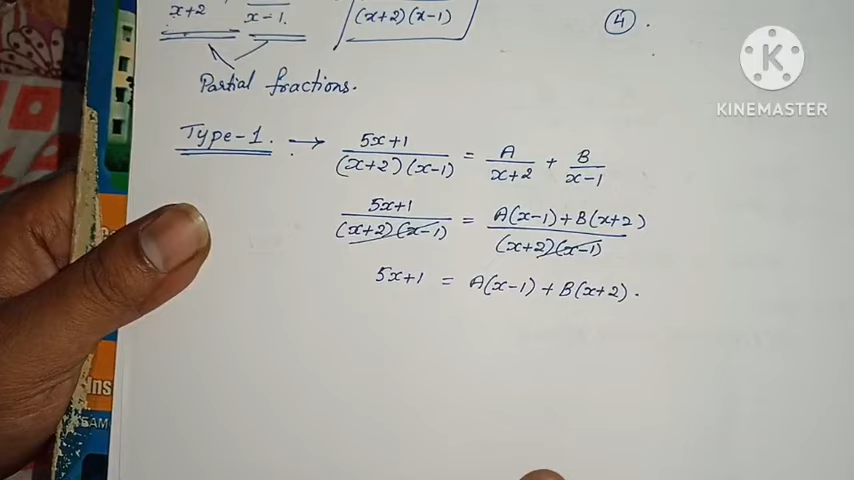 x+2 x-1. (x+2)(x-1) 4.
Partial fractions.
K
KINEMASTER
Type-1. → 5x+1/(x+2)(x-1) = A/x+2 + B/x-1
5x+1/(x+2)(x-1) = A(x-1)+B(x+2)/(x+2)(x-1)
5x+1 = A(x-1)+B(x+2).
Ins